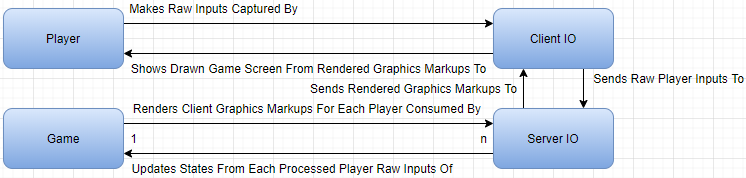 Makes Raw Inputs Captured By
Player
Client IO
Shows Drawn Game Screen From Rendered Graphics Markups To
Sends Raw Player Inputs To
Sends Rendered Graphics Markups To
Renders Client Graphics Markups For Each Player Consumed By
Game
1
n
Server IO
Updates States From Each Processed Player Raw Inputs Of